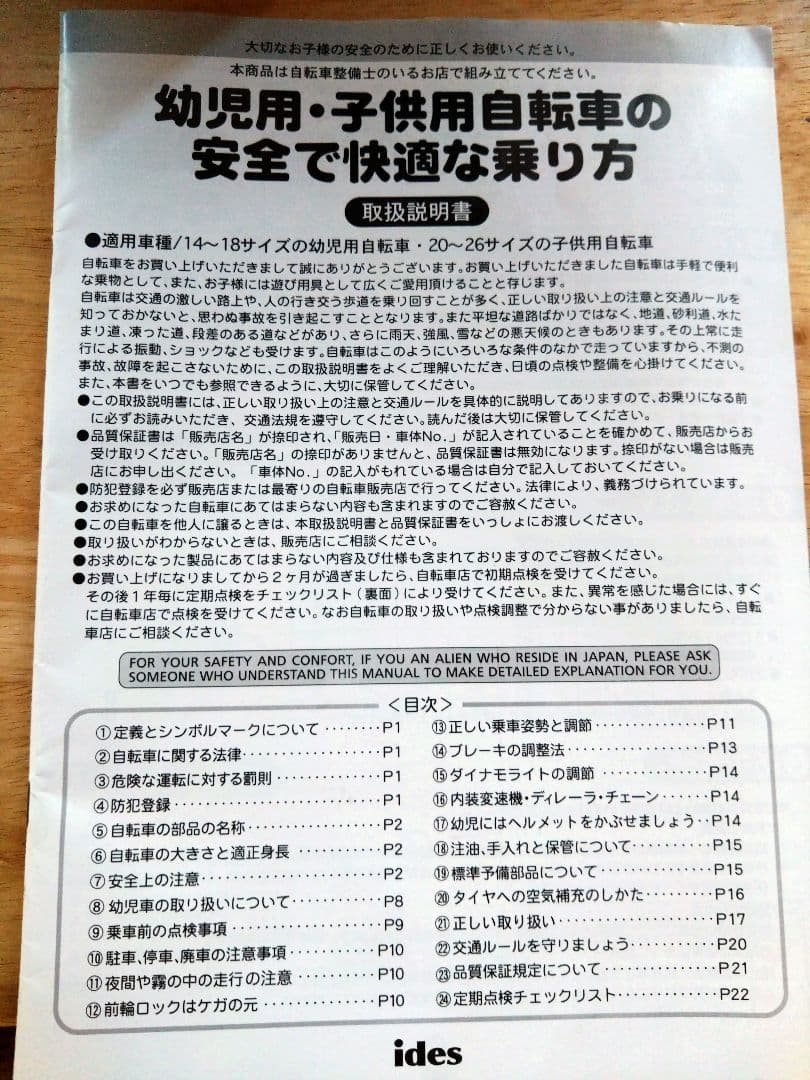 大切なお子様の安全のために正しくお使いください。
本商品は自転車整備士のいるお店で組み立ててください。
幼児用・子供用自転車の
安全で快適な乗り方
取扱説明書
●適用車種/14〜18サイズの幼児用自転車・20〜26サイズの子供用自転車
自転車をお買い上げいただきまして誠にありがとうございます。お買い上げいただきました自転車は手軽で便利
な乗物として、また、お子様には遊び用具として広くご愛用頂けることと存じます。
自転車は交通の激しい路上や、人の行き交う歩道を乗り回すことが多く、正しい取り扱い上の注意と交通ルールを
知っておかないと、思わぬ事故を引き起こすこととなります。また平坦な道路ばかりではなく、地道、砂利道、水た
まり道、凍った道、段差のある道などがあり、さらに雨天、強風、雪などの悪天候のときもあります。その上常に走
行による振動、ショックなども受けます。自転車はこのようにいろいろな条件のなかで走っていますから、不測の
事故、故障を起こさないために、この取扱説明書をよくご理解いただき、日頃の点検や整備を心掛けてください。
また、本書をいつでも参照できるように、大切に保管してください。
●この取扱説明書には、正しい取り扱い上の注意と交通ルールを具体的に説明してありますので、お乗りになる前
に必ずお読みいただき、交通法規を遵守してください。読んだ後は大切に保管してください。
●品質保証書は「販売店名」が捺印され、「販売日・車体No.」が記入されていることを確かめて、販売店からお
受け取りください。「販売店名」の捺印がありませんと、品質保証書は無効になります。捺印がない場合は販売
店にお申し出ください。「車体No.」の記入がもれている場合は自分で記入しておいてください。
●防犯登録を必ず販売店または最寄りの自転車販売店で行ってください。法律により、義務づけられています。
●お求めになった自転車にあてはまらない内容も含まれますのでご容赦ください。
●この自転車を他人に譲るときは、本取扱説明書と品質保証書をいっしょにお渡しください。
●取り扱いがわからないときは、販売店にご相談ください。
●お求めになった製品にあてはまらない内容及び仕様も含まれておりますのでご容赦ください。
●お買い上げになりましてから2ヶ月が過ぎましたら、自転車店で初期点検を受けてください。
その後1年毎に定期点検をチェックリスト(裏面)により受けてください。また、異常を感じた場合には、すぐ
に自転車店で点検を受けてください。なお自転車の取り扱いや点検調整で分からない事がありましたら、自転
車店にご相談ください。
FOR YOUR SAFETY AND CONFORT, IF YOU AN ALIEN WHO RESIDE IN JAPAN, PLEASE ASK
SOMEONE WHO UNDERSTAND THIS MANUAL TO MAKE DETAILED EXPLANATION FOR YOU.
<目次>
①定義とシンボルマークについて ········P1
②自転車に関する法律··················P1
③危険な運転に対する罰則 ·············P1
④防犯登録····························P1
⑤自転車の部品の名称·················P2
⑥自転車の大きさと適正身長 ··········P2
⑦安全上の注意·······················P2
⑧幼児車の取り扱いについて···········P8
⑨乗車前の点検事項···················P9
⑩駐車、停車、廃車の注意事項··········P10
⑪夜間や霧の中の走行の注意 ·········P10
⑫前輪ロックはケガの元 ··············P10
⑬正しい乗車姿勢と調節 ··············P11
⑭ブレーキの調整法··················P13
⑮ダイナモライトの調節 ··············P14
⑯内装変速機・ディレーラ・チェーン······P14
⑰幼児にはヘルメットをかぶせましょう··P14
⑱注油、手入れと保管について··········P15
⑲標準予備部品について··············P15
⑳タイヤへの空気補充のしかた·········P16
㉑正しい取り扱い····················P17
㉒交通ルールを守りましょう···········P20
㉓品質保証規定について··············P21
㉔定期点検チェックリスト·············P22
ides